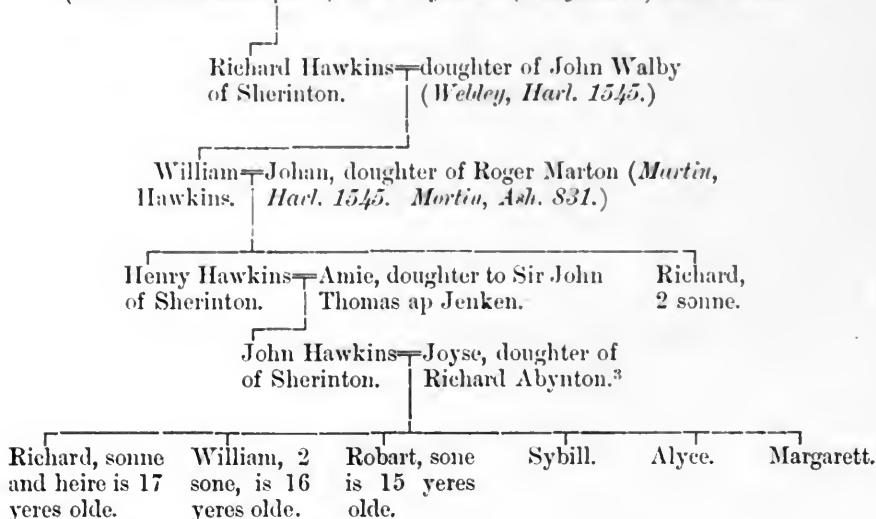 Richard Hawkins=doughter of John Walby
of Sherinton. (Webley, Harl. 1545.)
William=Johan, doughter of Roger Marton (Martin,
Hawkins. Harl. 1545. Mortin, Ash. 831.)
Henry Hawkins=Amie, doughter to Sir John Richard,
of Sherinton. Thomas ap Jenken. 2 sonne.
John Hawkins=Joyse, doughter of
of Sherinton. Richard Abynton.³
Richard, sonne William, 2 Robart, sone Sybill. Alyce. Margarett.
and heire is 17 sone, is 16 is 15 yeres
yeres olde. yeres olde. olde.